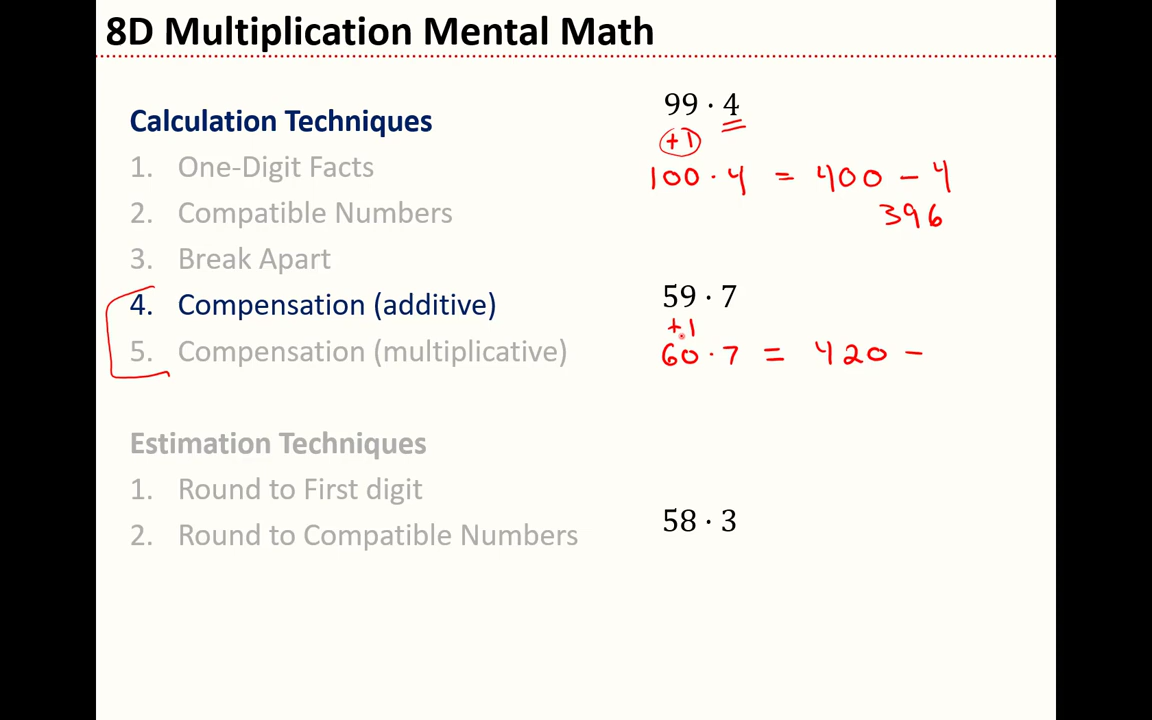 8D Multiplication Mental Math
Calculation Techniques
1. One-Digit Facts
2. Compatible Numbers
3. Break Apart
4. Compensation (additive)
5. Compensation (multiplicative)
Estimation Techniques
1. Round to First digit
2. Round to Compatible Numbers
99 · 4
+1
100 · 4 = 400 - 4
396
59 · 7
+1
60 · 7 = 420 -
58 · 3